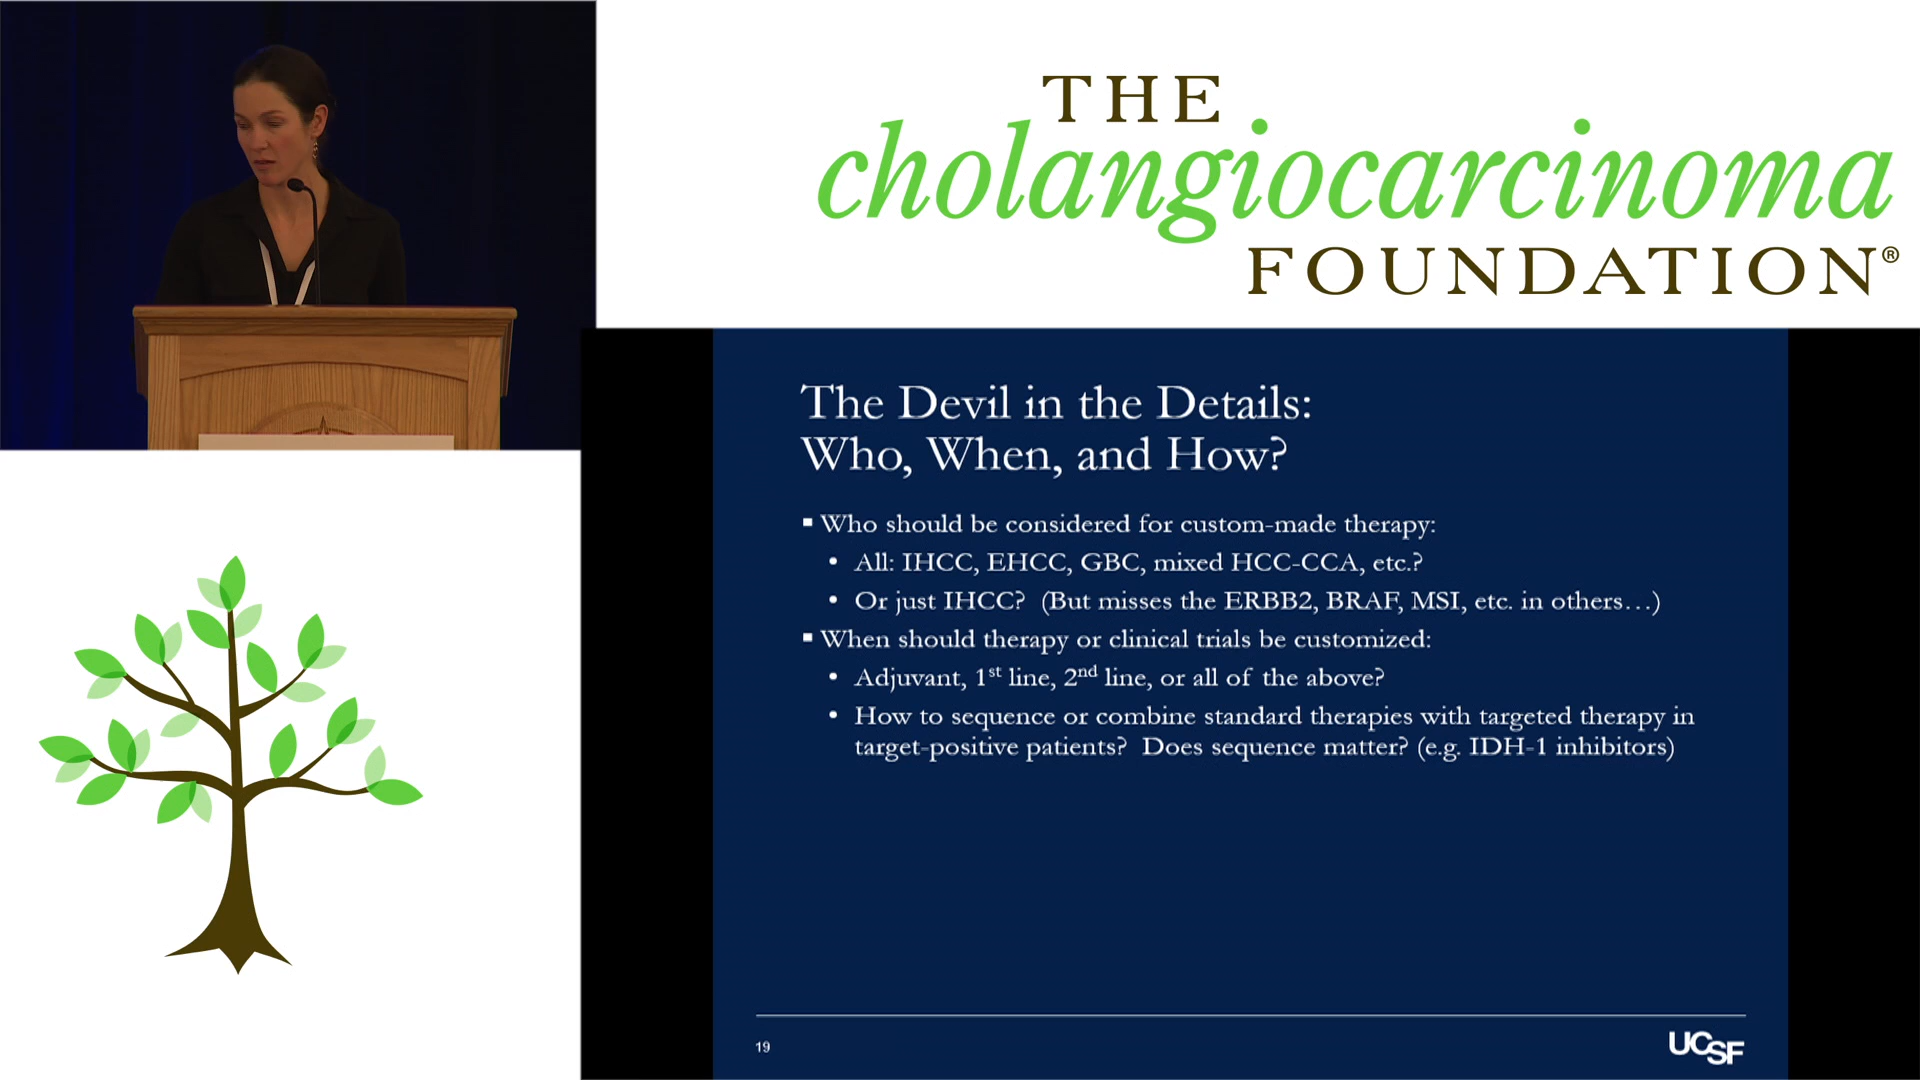 THE
cholangiocarcinoma
FOUNDATION®
The Devil in the Details:
Who, When, and How?
▪ Who should be considered for custom-made therapy:
• All: IHCC, EHCC, GBC, mixed HCC-CCA, etc.?
• Or just IHCC? (But misses the ERBB2, BRAF, MSI, etc. in others…)
▪ When should therapy or clinical trials be customized:
• Adjuvant, 1st line, 2nd line, or all of the above?
• How to sequence or combine standard therapies with targeted therapy in
target-positive patients? Does sequence matter? (e.g. IDH-1 inhibitors)
19
UCSF